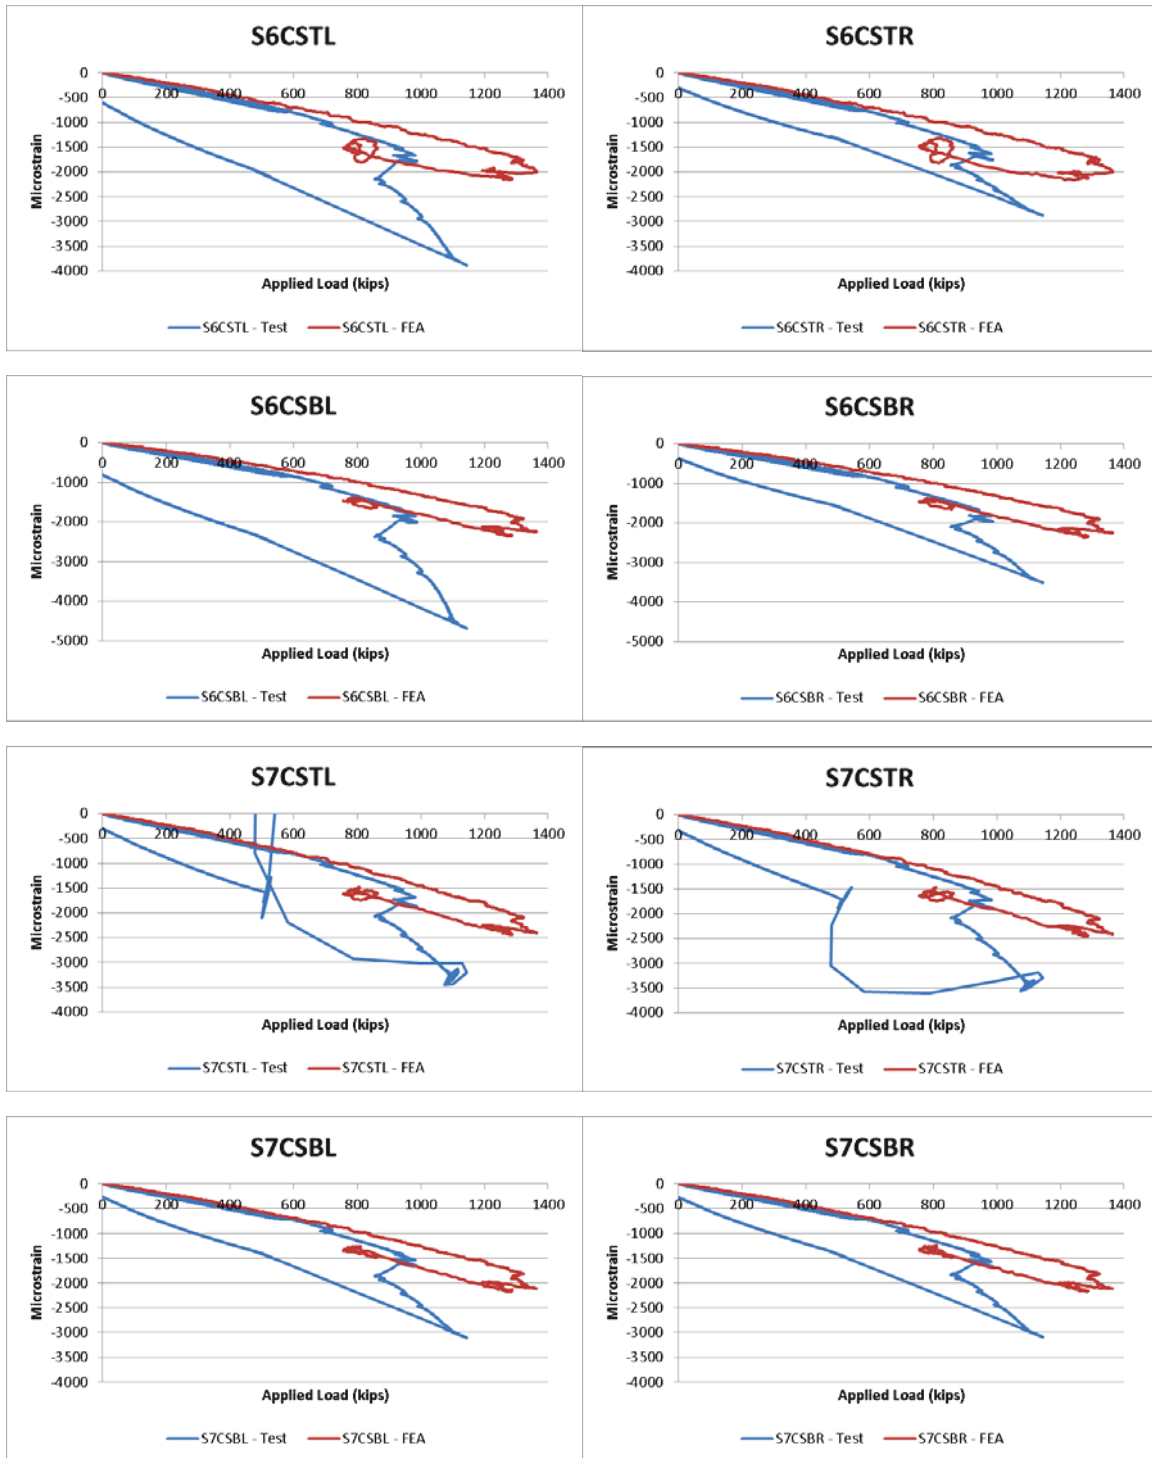 S6CSTL
0
200 400 600 800 1000 1200 1400
-500
-1000
-1500
-2000
-2500
-3000
-3500
-4000
Microstrain
Applied Load (kips)
S6CSTL - Test S6CSTL - FEA
S6CSTR
0
0 200 400 600 800 1000 1200 1400
-500
-1000
-1500
-2000
-2500
-3000
-3500
-4000
Microstrain
Applied Load (kips)
S6CSTR - Test S6CSTR - FEA
S6CSBL
0
0 200 400 600 800 1000 1200 1400
-1000
-2000
-3000
-4000
-5000
Microstrain
Applied Load (kips)
S6CSBL - Test S6CSBL - FEA
S6CSBR
0
0 200 400 600 800 1000 1200 1400
-1000
-2000
-3000
-4000
-5000
Microstrain
Applied Load (kips)
S6CSBR - Test S6CSBR - FEA
S7CSTL
0
0 200 400 600 800 1000 1200 1400
-500
-1000
-1500
-2000
-2500
-3000
-3500
-4000
Microstrain
Applied Load (kips)
S7CSTL - Test S7CSTL - FEA
S7CSTR
0
0 200 400 600 800 1000 1200 1400
-500
-1000
-1500
-2000
-2500
-3000
-3500
-4000
Microstrain
Applied Load (kips)
S7CSTR - Test S7CSTR - FEA
S7CSBL
0
0 200 400 600 800 1000 1200 1400
-500
-1000
-1500
-2000
-2500
-3000
-3500
-4000
Microstrain
Applied Load (kips)
S7CSBL - Test S7CSBL - FEA
S7CSBR
0
0 200 400 600 800 1000 1200 1400
-500
-1000
-1500
-2000
-2500
-3000
-3500
-4000
Microstrain
Applied Load (kips)
S7CSBR - Test S7CSBR - FEA